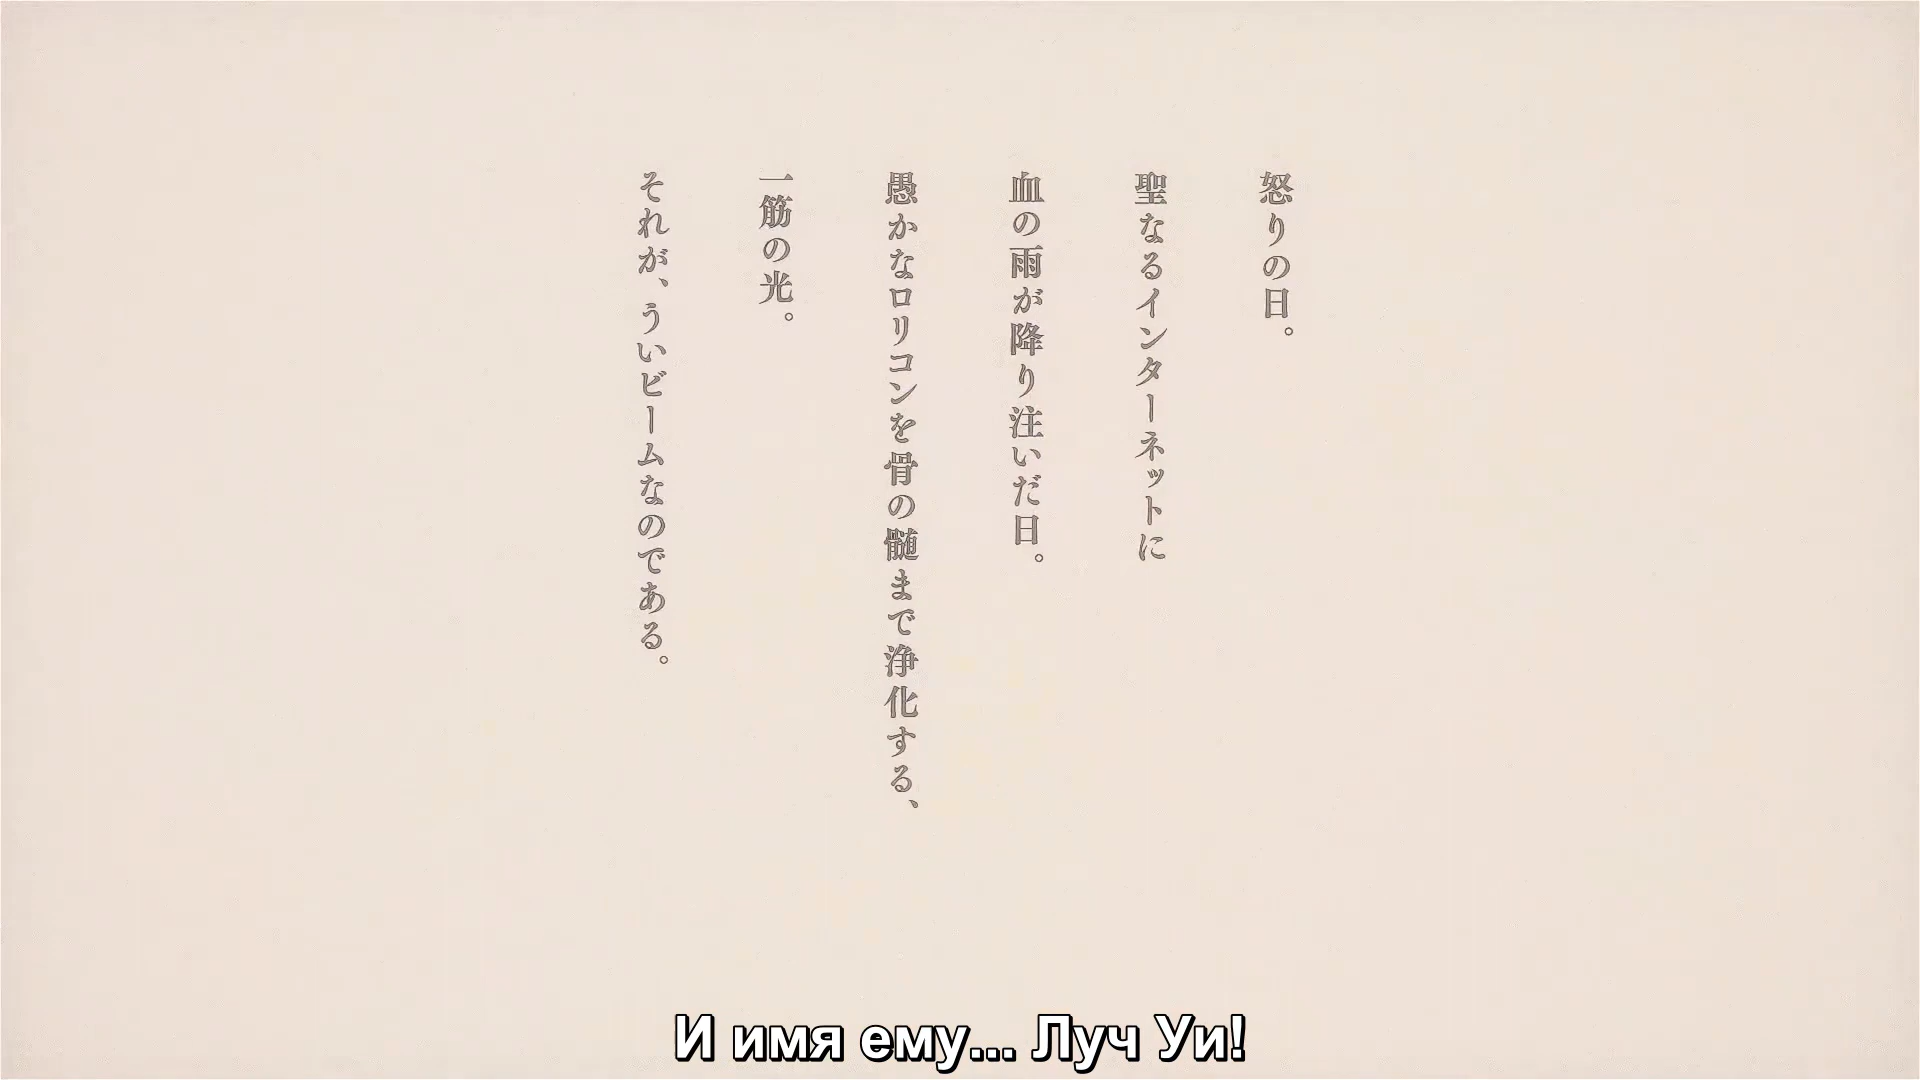 怒りの日。
聖なるインターネットに
血の雨が降り注いだ日。
愚かなロリコンを骨の髄まで浄化する、
一筋の光。
それが、ういビームなのである。
И имя ему... Луч Уи!